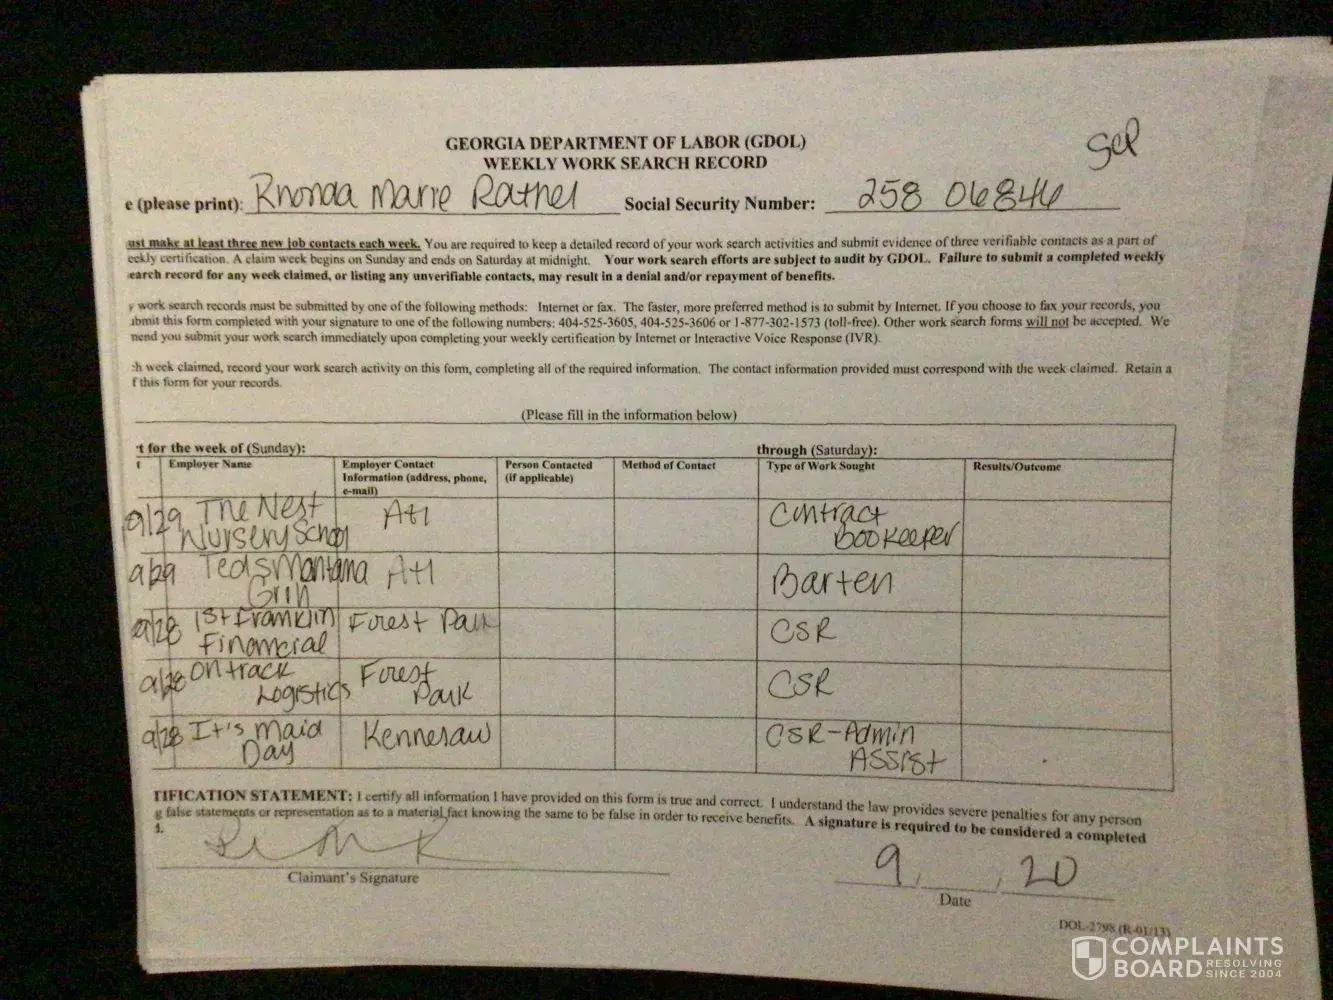 GEORGIA DEPARTMENT OF LABOR (GDOL)
WEEKLY WORK SEARCH RECORD
Sep
e (please print): Rhonda Marie Rathel Social Security Number:
ust make at least three new job contacts each week. You are required to keep a detailed record of your work search activities and submit evidence of three verifiable contacts as a part of
eekly certification. A claim week begins on Sunday and ends on Saturday at midnight. Your work search efforts are subject to audit by GDOL. Failure to submit a completed weekly
earch record for any week claimed, or listing any unverifiable contacts, may result in a denial and/or repayment of benefits.
y work search records must be submitted by one of the following methods: Internet or fax. The faster, more preferred method is to submit by Internet. If you choose to fax your records, you
ibmit this form completed with your signature to one of the following numbers: 404-525-3605, 404-525-3606 or 1-877-302-1573 (toll-free). Other work search forms will not be accepted. We
nend you submit your work search immediately upon completing your weekly certification by Internet or Interactive Voice Response (IVR).
:h week claimed, record your work search activity on this form, completing all of the required information. The contact information provided must correspond with the week claimed. Retain a
f this form for your records.
(Please fill in the information below)
t for the week of (Sunday): through (Saturday):
t Employer Name Employer Contact Person Contacted Method of Contact Type of Work Sought Results/Outcome
Information (address, phone, (if applicable)
e-mail)
9/29 The Nest Atl Contract
Nursery School Bookeeper
9/29 Teds Montana Atl Barten
Grill
9/28 1st Franklin Forest Park CSR
Financial
9/28 Ontrack Forest CSR
Logistics Park
9/28 It's Maid Kennesaw CSR-Admin
Day Assist
TIFICATION STATEMENT: I certify all information I have provided on this form is true and correct. I understand the law provides severe penalties for any person
g false statements or representation as to a material fact knowing the same to be false in order to receive benefits. A signature is required to be considered a completed
Claimant's Signature
9, , 20
Date
DOL-2798 (R-01/13)
COMPLAINTS
BOARD RESOLVING
SINCE 2004